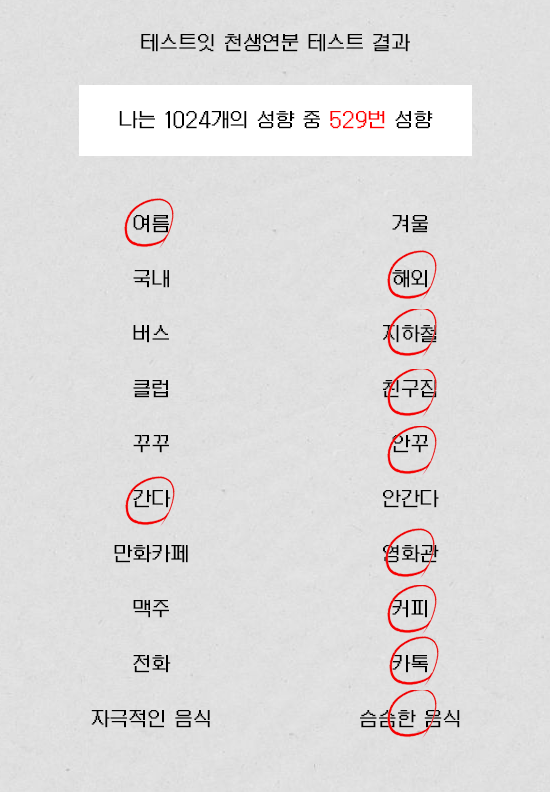 테스트잇 천생연분 테스트 결과
나는 1024개의 성향 중 529번 성향
여름 겨울
국내 해외
버스 지하철
클럽 친구집
꾸꾸 안꾸
간다 안간다
만화카페 영화관
맥주 커피
전화 카톡
자극적인 음식 슴슴한 음식